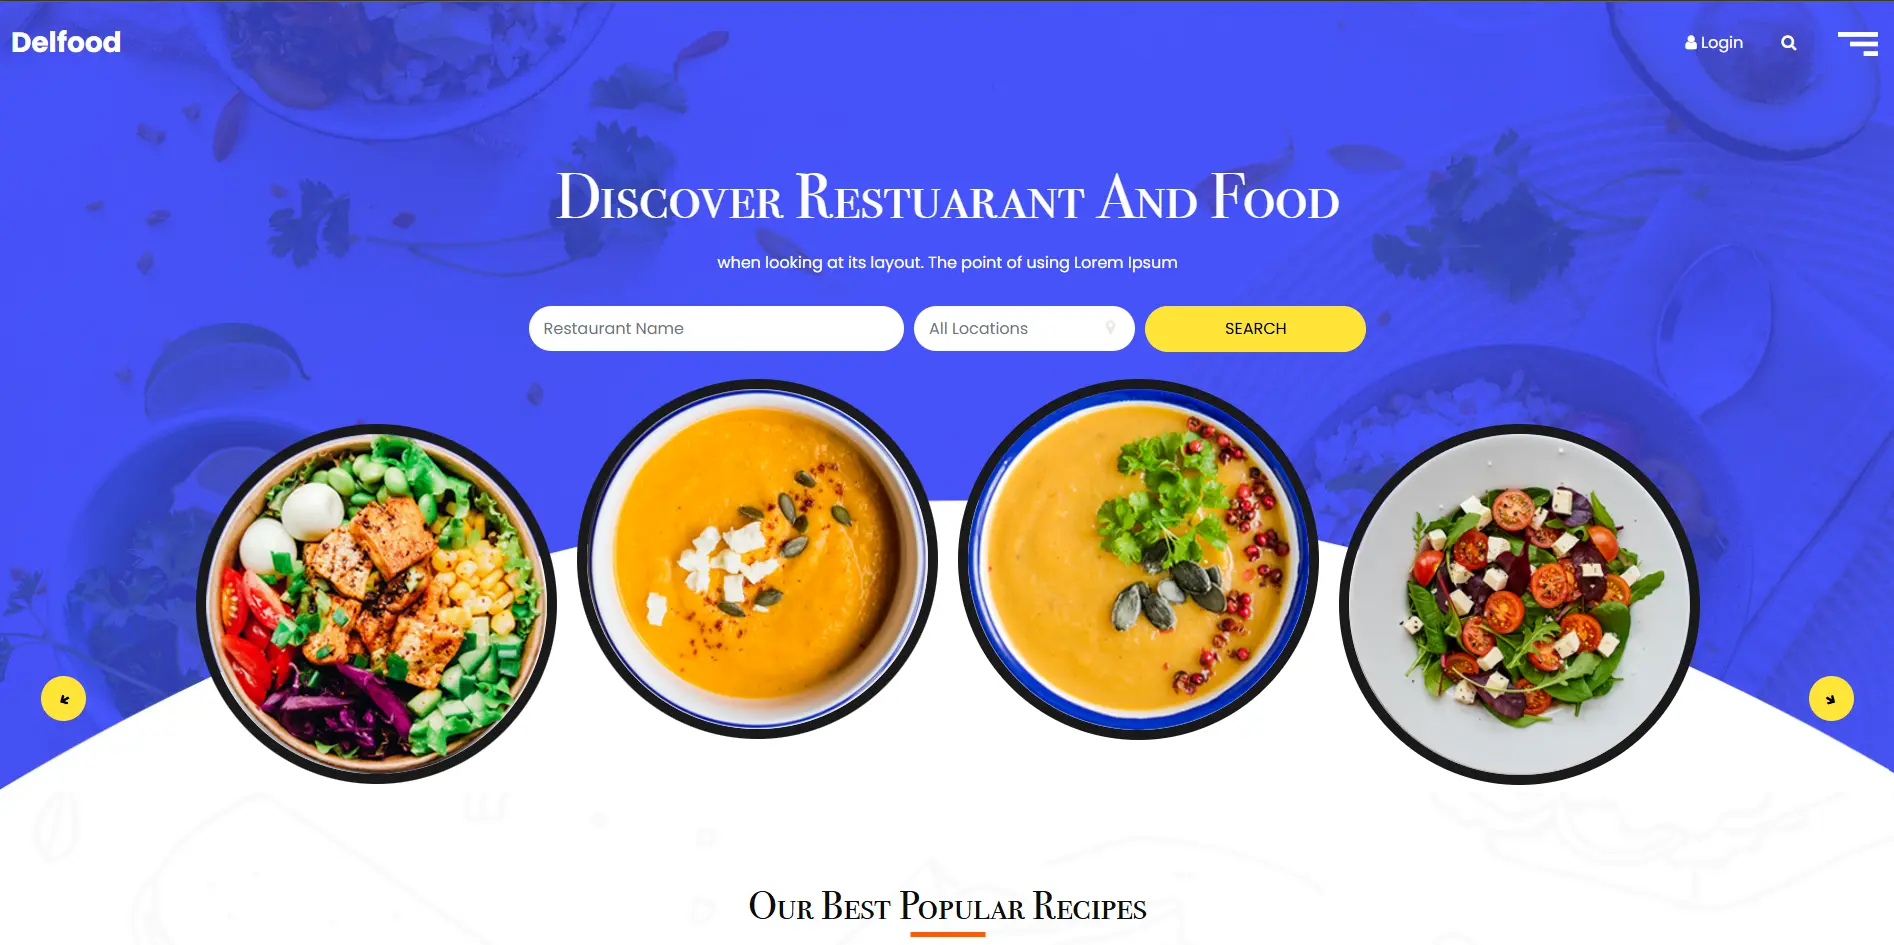 Delfood
Login
Discover Restuarant And Food
when looking at its layout. The point of using Lorem Ipsum
Restaurant Name
All Locations
SEARCH
Our Best Popular Recipes